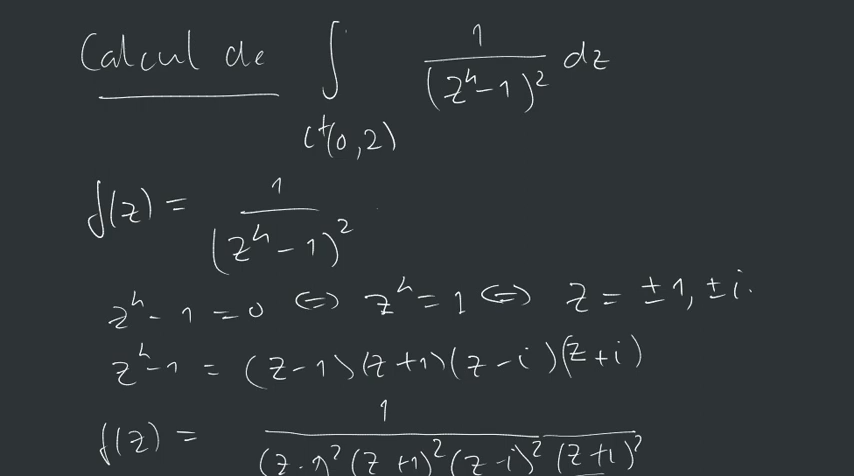 Calcul de ∫_{C⁺(0,2)} 1/(z⁴-1)² dz
f(z) = 1/(z⁴-1)²
z⁴-1=0 ⇔ z⁴=1 ⇔ z=±1,±i.
z⁴-1 = (z-1)(z+1)(z-i)(z+i)
f(z) = 1/((z-1)²(z+1)²(z-i)²(z+i)²)